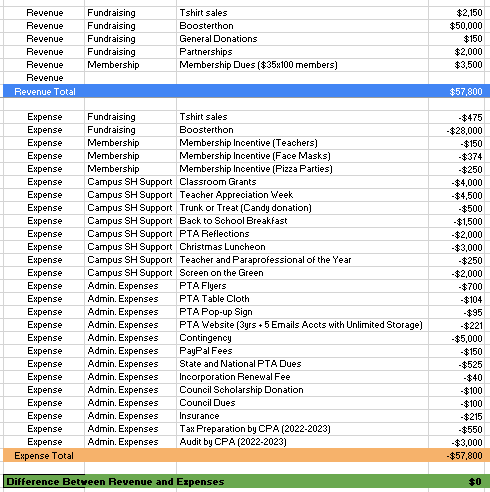 Revenue Fundraising Tshirt sales $2,150
Revenue Fundraising Boosterthon $50,000
Revenue Fundraising General Donations $150
Revenue Fundraising Partnerships $2,000
Revenue Membership Membership Dues ($35x100 members) $3,500
Revenue
Revenue Total $57,800
Expense Fundraising Tshirt sales -$475
Expense Fundraising Boosterthon -$28,000
Expense Membership Membership Incentive (Teachers) -$150
Expense Membership Membership Incentive (Face Masks) -$374
Expense Membership Membership Incentive (Pizza Parties) -$250
Expense Campus SH Support Classroom Grants -$4,000
Expense Campus SH Support Teacher Appreciation Week -$4,500
Expense Campus SH Support Trunk or Treat (Candy donation) -$500
Expense Campus SH Support Back to School Breakfast -$1,500
Expense Campus SH Support PTA Reflections -$2,000
Expense Campus SH Support Christmas Luncheon -$3,000
Expense Campus SH Support Teacher and Paraprofessional of the Year -$250
Expense Campus SH Support Screen on the Green -$2,000
Expense Admin. Expenses PTA Flyers -$700
Expense Admin. Expenses PTA Table Cloth -$104
Expense Admin. Expenses PTA Pop-up Sign -$95
Expense Admin. Expenses PTA Website (3yrs + 5 Emails Accts with Unlimited Storage) -$221
Expense Admin. Expenses Contingency -$5,000
Expense Admin. Expenses PayPal Fees -$150
Expense Admin. Expenses State and National PTA Dues -$525
Expense Admin. Expenses Incorporation Renewal Fee -$40
Expense Admin. Expenses Council Scholarship Donation -$100
Expense Admin. Expenses Council Dues -$100
Expense Admin. Expenses Insurance -$215
Expense Admin. Expenses Tax Preparation by CPA (2022-2023) -$550
Expense Admin. Expenses Audit by CPA (2022-2023) -$3,000
Expense Total -$57,800
Difference Between Revenue and Expenses $0